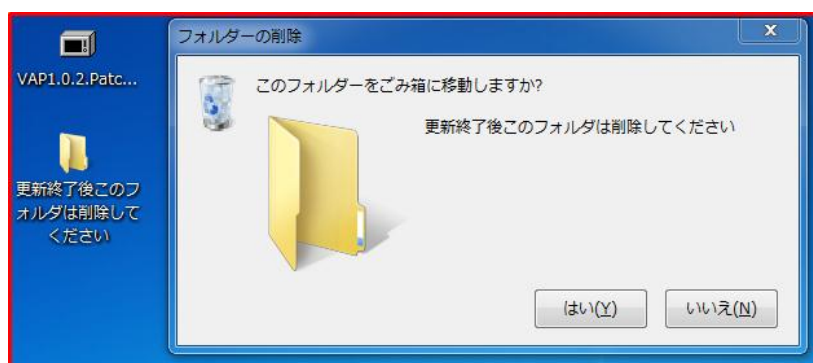 VAP1.0.2.Patc...
更新終了後このフ
ォルダは削除して
ください
フォルダーの削除
x
このフォルダーをごみ箱に移動しますか?
更新終了後このフォルダは削除してください
はい(Y)
いいえ(N)